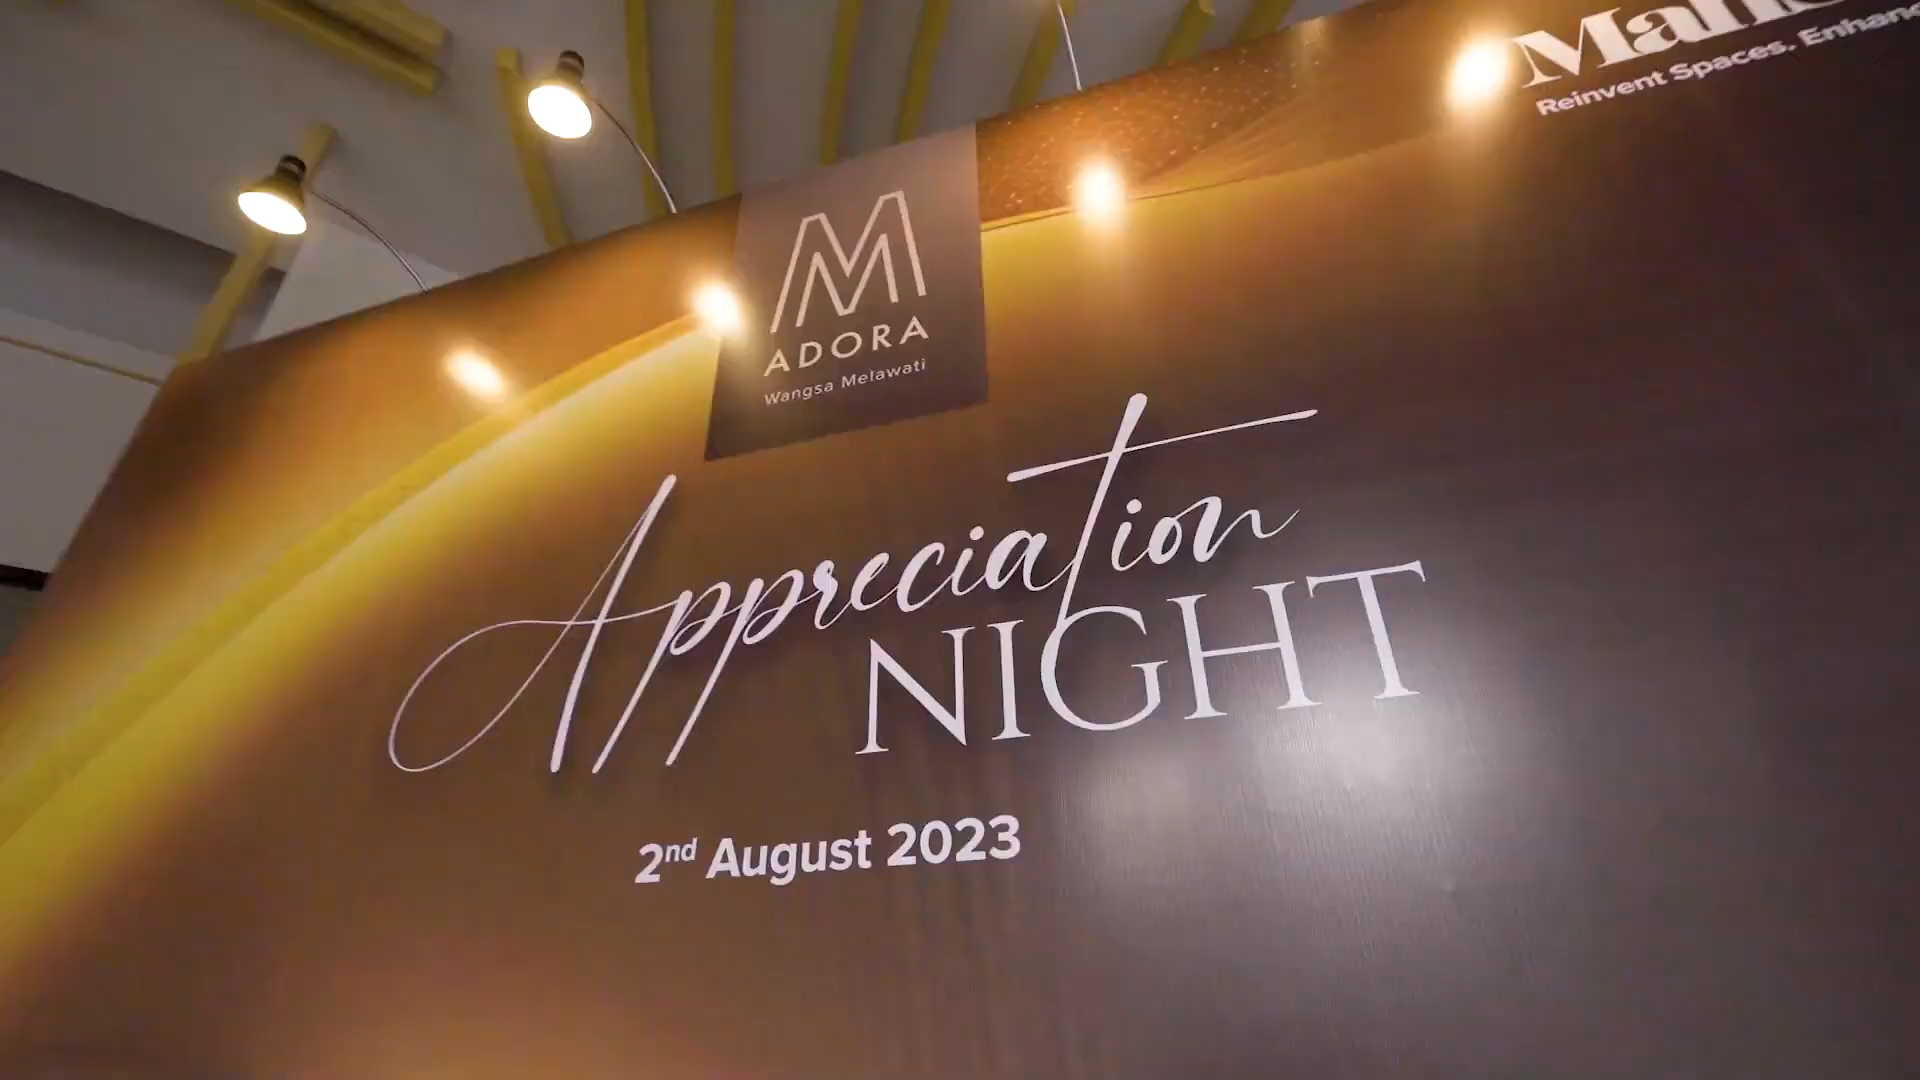 Reinvent Spaces.
M
ADORA
Wangsa Melawati
Appreciation
NIGHT
2nd August 2023